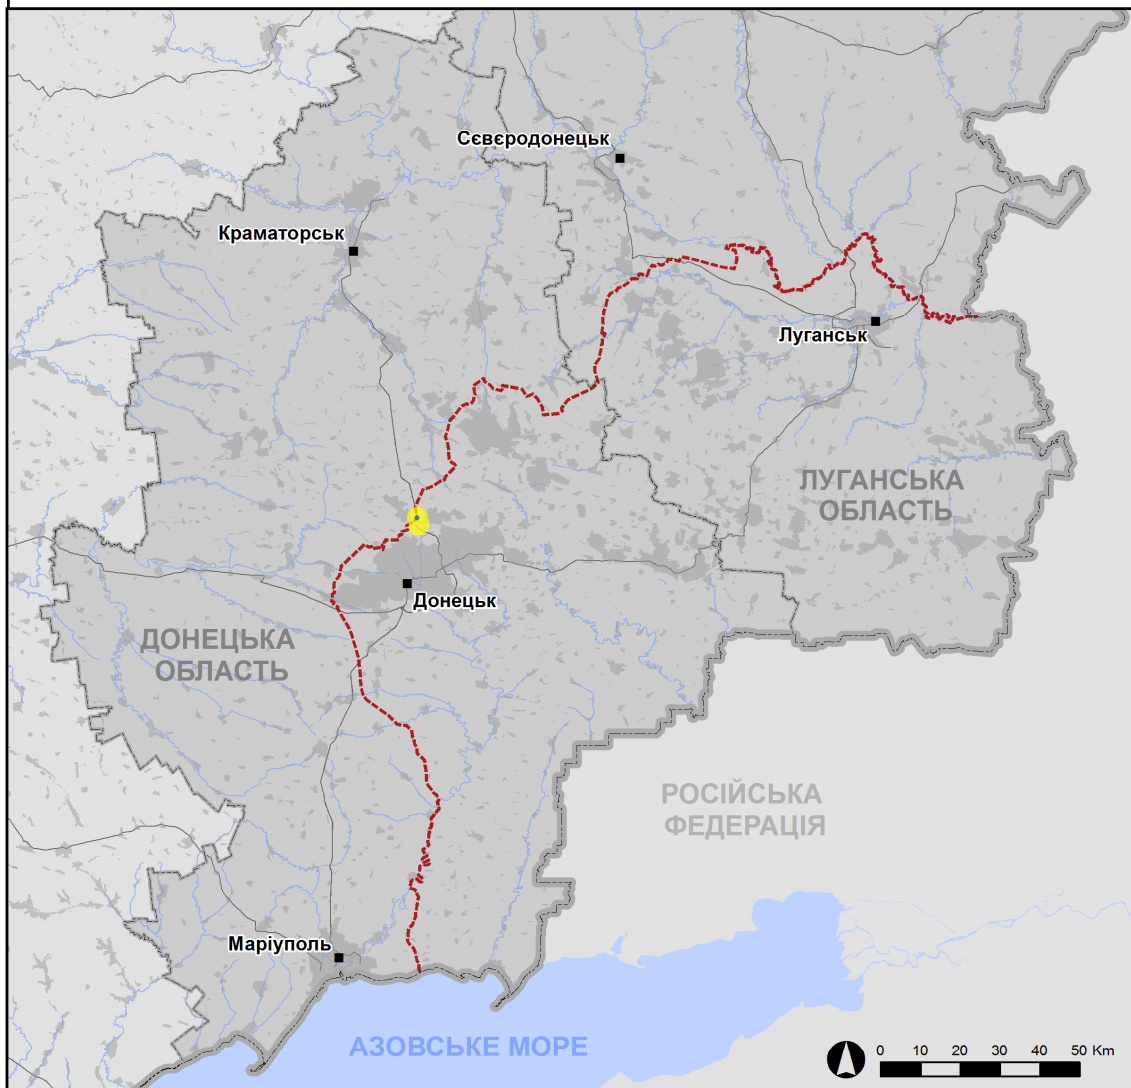 Сєвєродонецьк
Краматорськ
Луганськ
ЛУГАНСЬКА
ОБЛАСТЬ
Донецьк
ДОНЕЦЬКА
ОБЛАСТЬ
РОСІЙСЬКА
ФЕДЕРАЦІЯ
Маріуполь
АЗОВСЬКЕ МОРЕ
0 10 20 30 40 50 Km